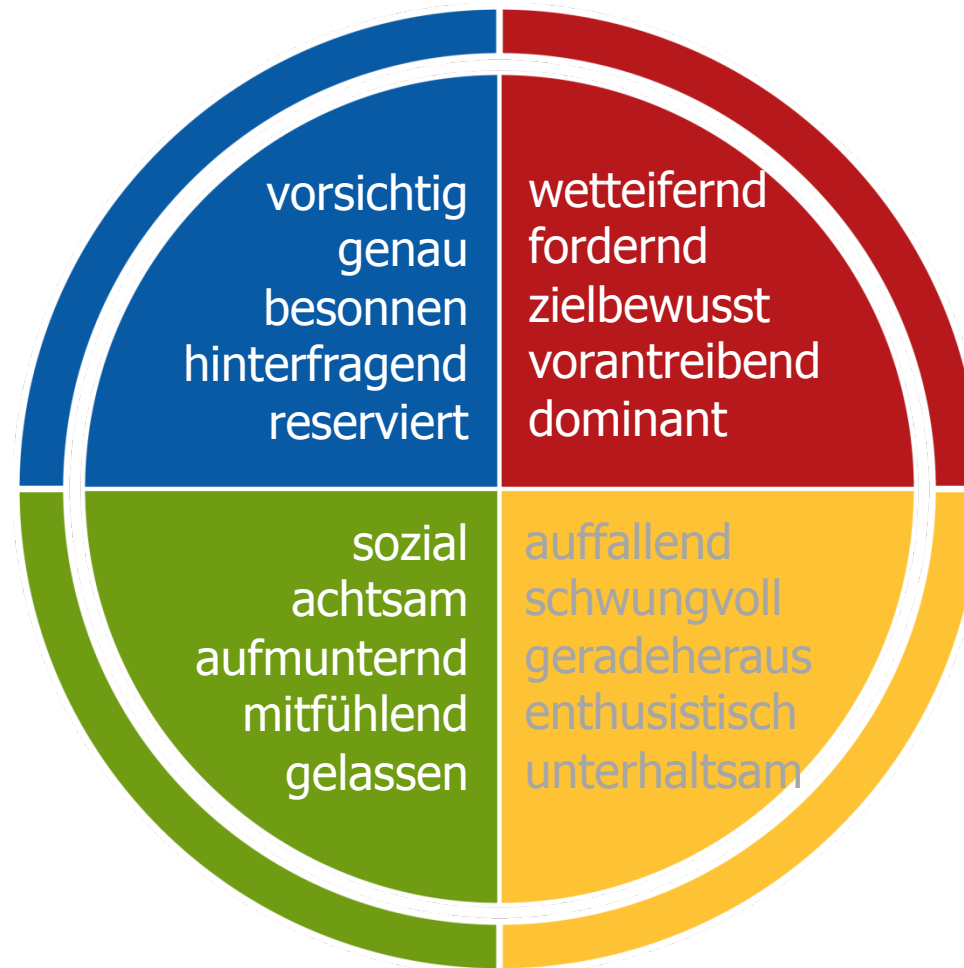 vorsichtig
genau
besonnen
hinterfragend
reserviert
wetteifernd
fordernd
zielbewusst
vorantreibend
dominant
sozial
achtsam
aufmunternd
mitfühlend
gelassen
auffallend
schwungvoll
geradeheraus
enthusistisch
unterhaltsam